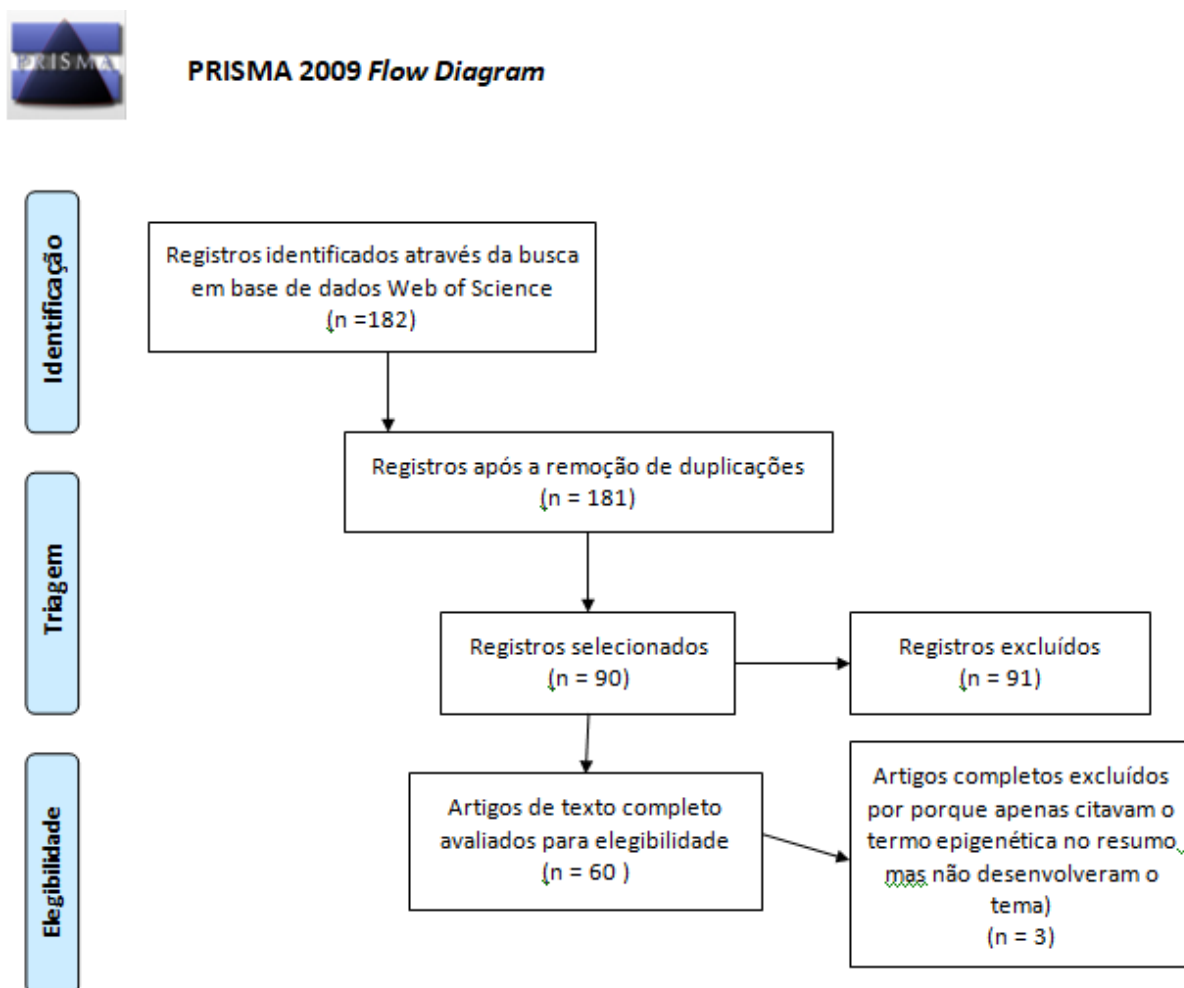 PRISMA
PRISMA 2009 Flow Diagram
Identificação
Registros identificados através da busca
em base de dados Web of Science
(n =182)
Registros após a remoção de duplicações
(n = 181)
Triagem
Registros selecionados
(n = 90)
Registros excluídos
(n = 91)
Elegibilidade
Artigos de texto completo
avaliados para elegibilidade
(n = 60 )
Artigos completos excluídos
por porque apenas citavam o
termo epigenética no resumo
mas não desenvolveram o
tema)
(n = 3)